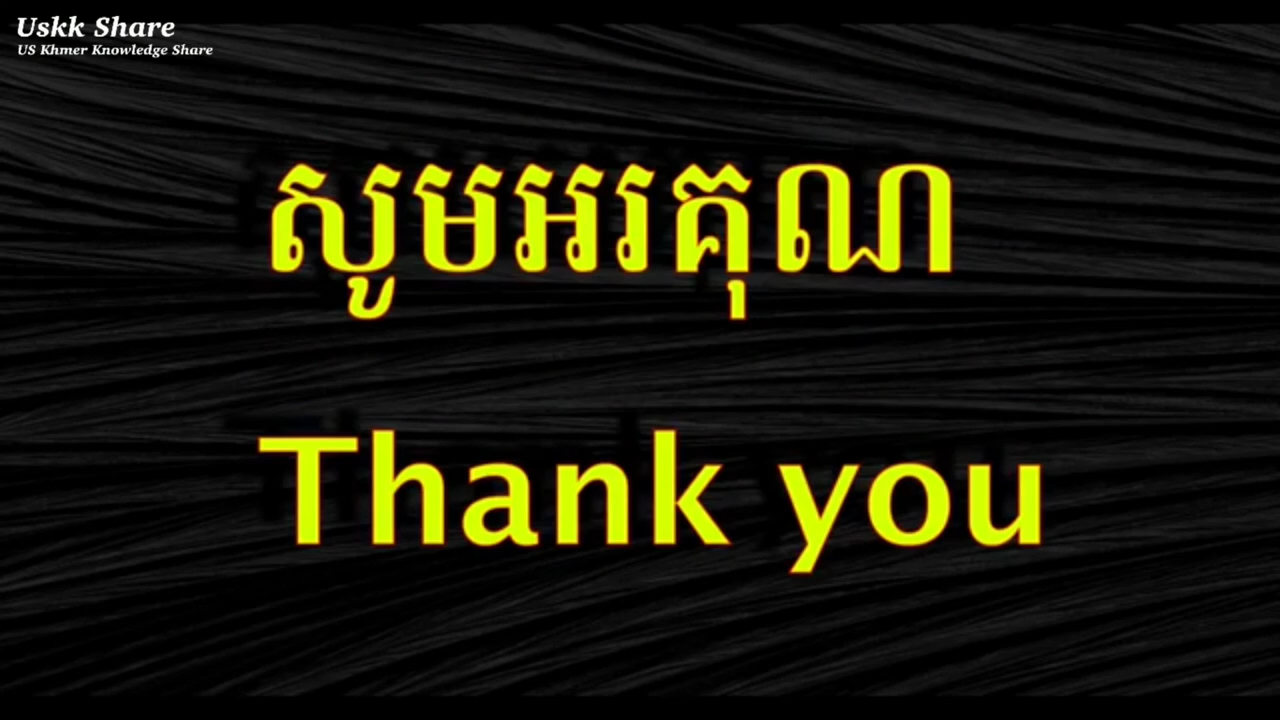 Uskk Share
US Khmer Knowledge Share
សូមអរគុណ
Thank you